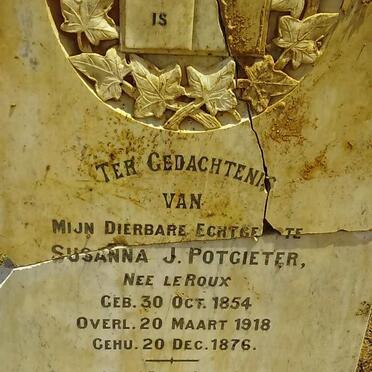 IS
TER GEDACHTENIS
VAN
MIJN DIERBARE ECHTGENOTE
SUSANNA J. POTGIETER,
NEE LE ROUX
GEB. 30 OCT. 1854
OVERL. 20 MAART 1918
GEHU. 20 DEC. 1876.